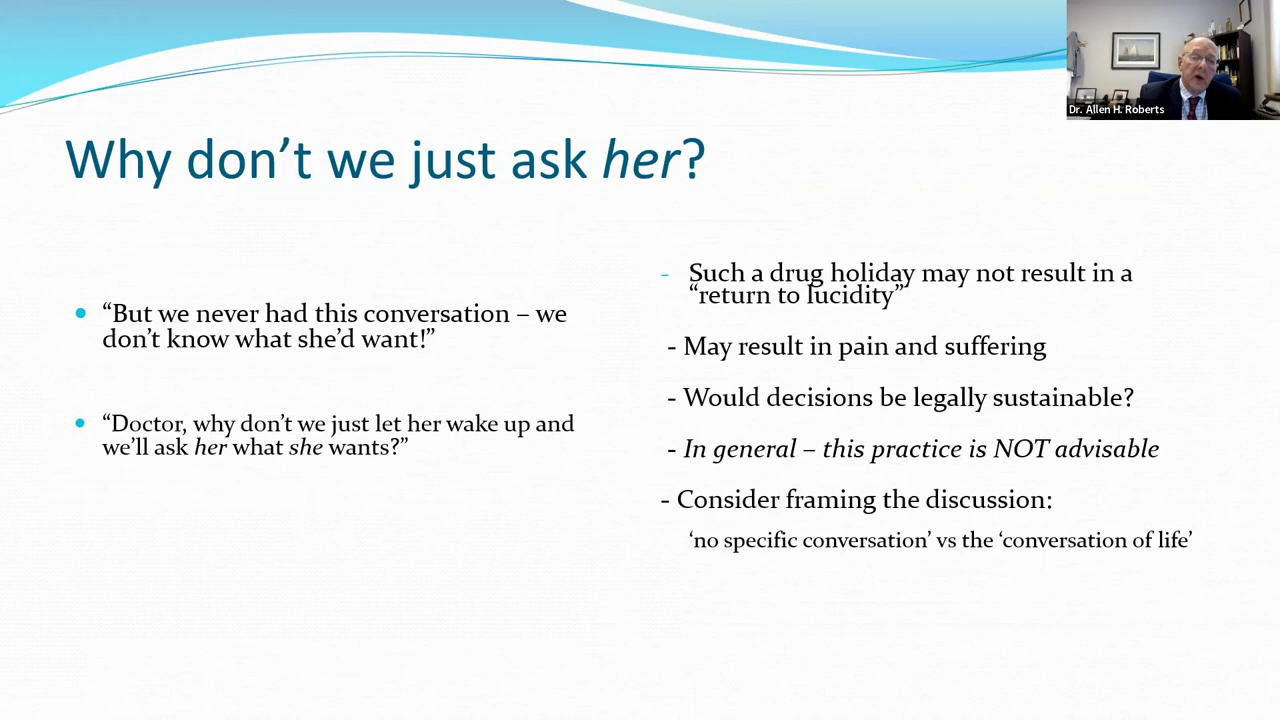 Dr. Allen H. Roberts
Why don’t we just ask her?
• “But we never had this conversation – we
don’t know what she’d want!”
• “Doctor, why don’t we just let her wake up and
we’ll ask her what she wants?”
- Such a drug holiday may not result in a
“return to lucidity”
- May result in pain and suffering
- Would decisions be legally sustainable?
- In general – this practice is NOT advisable
- Consider framing the discussion:
‘no specific conversation’ vs the ‘conversation of life’